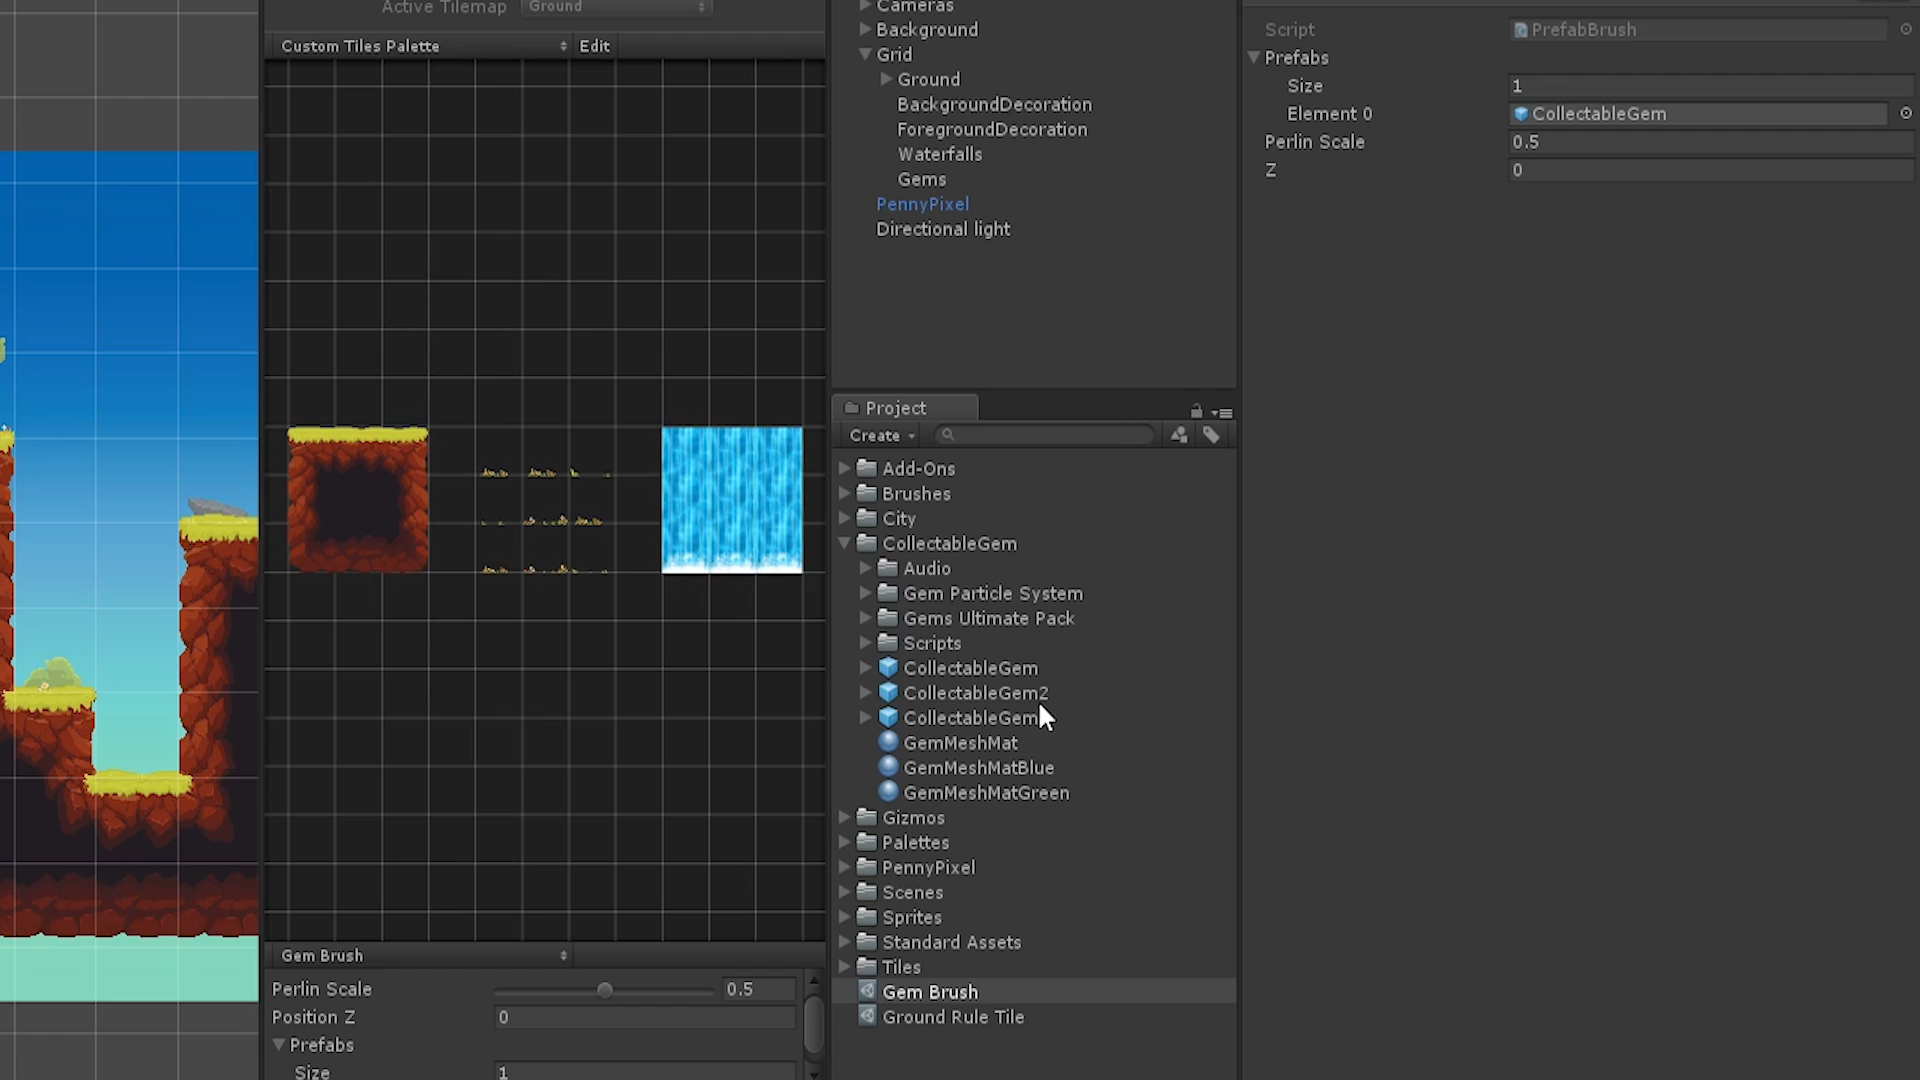 Active Tilemap Ground
Custom Tiles Palette Edit
Gem Brush
Perlin Scale 0.5
Position Z 0
Prefabs
Size 1
Cameras
Background
Grid
Ground
BackgroundDecoration
ForegroundDecoration
Waterfalls
Gems
PennyPixel
Directional light
Project
Create
Add-Ons
Brushes
City
CollectableGem
Audio
Gem Particle System
Gems Ultimate Pack
Scripts
CollectableGem
CollectableGem2
CollectableGem
GemMeshMat
GemMeshMatBlue
GemMeshMatGreen
Gizmos
Palettes
PennyPixel
Scenes
Sprites
Standard Assets
Tiles
Gem Brush
Ground Rule Tile
Script PrefabBrush
Prefabs
Size 1
Element 0 CollectableGem
Perlin Scale 0.5
Z 0